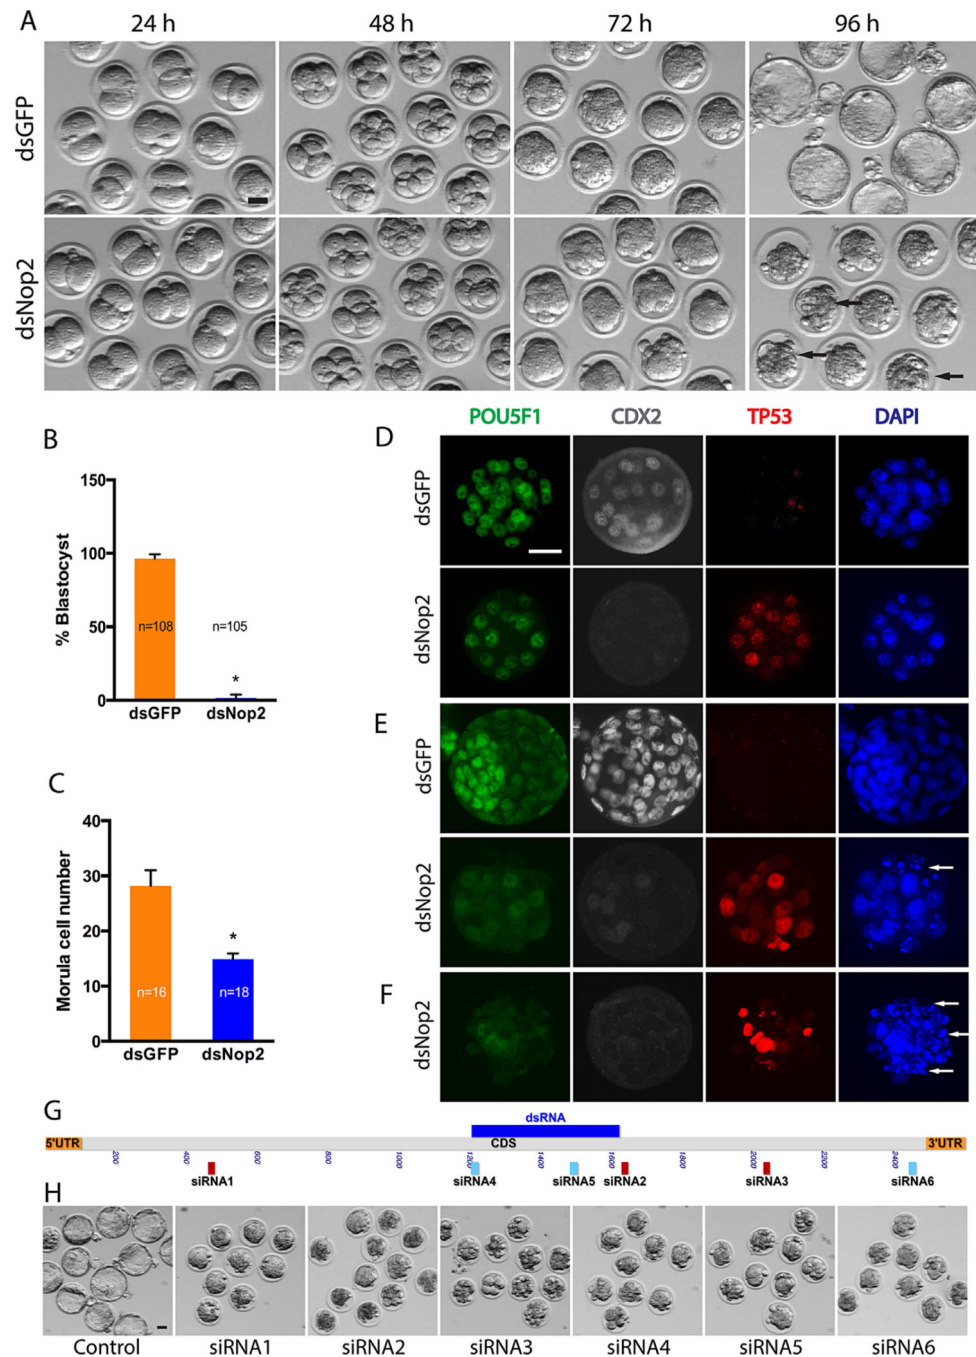 A
24 h 48 h 72 h 96 h
dsGFP
dsNop2
B
% Blastocyst
150
100
50
0
n=108
n=105
*
dsGFP dsNop2
C
Morula cell number
40
30
20
10
0
n=16
*
n=18
dsGFP dsNop2
POU5F1 CDX2 TP53 DAPI
D
dsGFP
dsNop2
E
dsGFP
dsNop2
F
dsNop2
G
dsRNA
5'UTR CDS 3'UTR
200 400 600 800 1000 1200 1400 1600 1800 2000 2200 2400
siRNA1 siRNA4 siRNA5 siRNA2 siRNA3 siRNA6
H
Control siRNA1 siRNA2 siRNA3 siRNA4 siRNA5 siRNA6